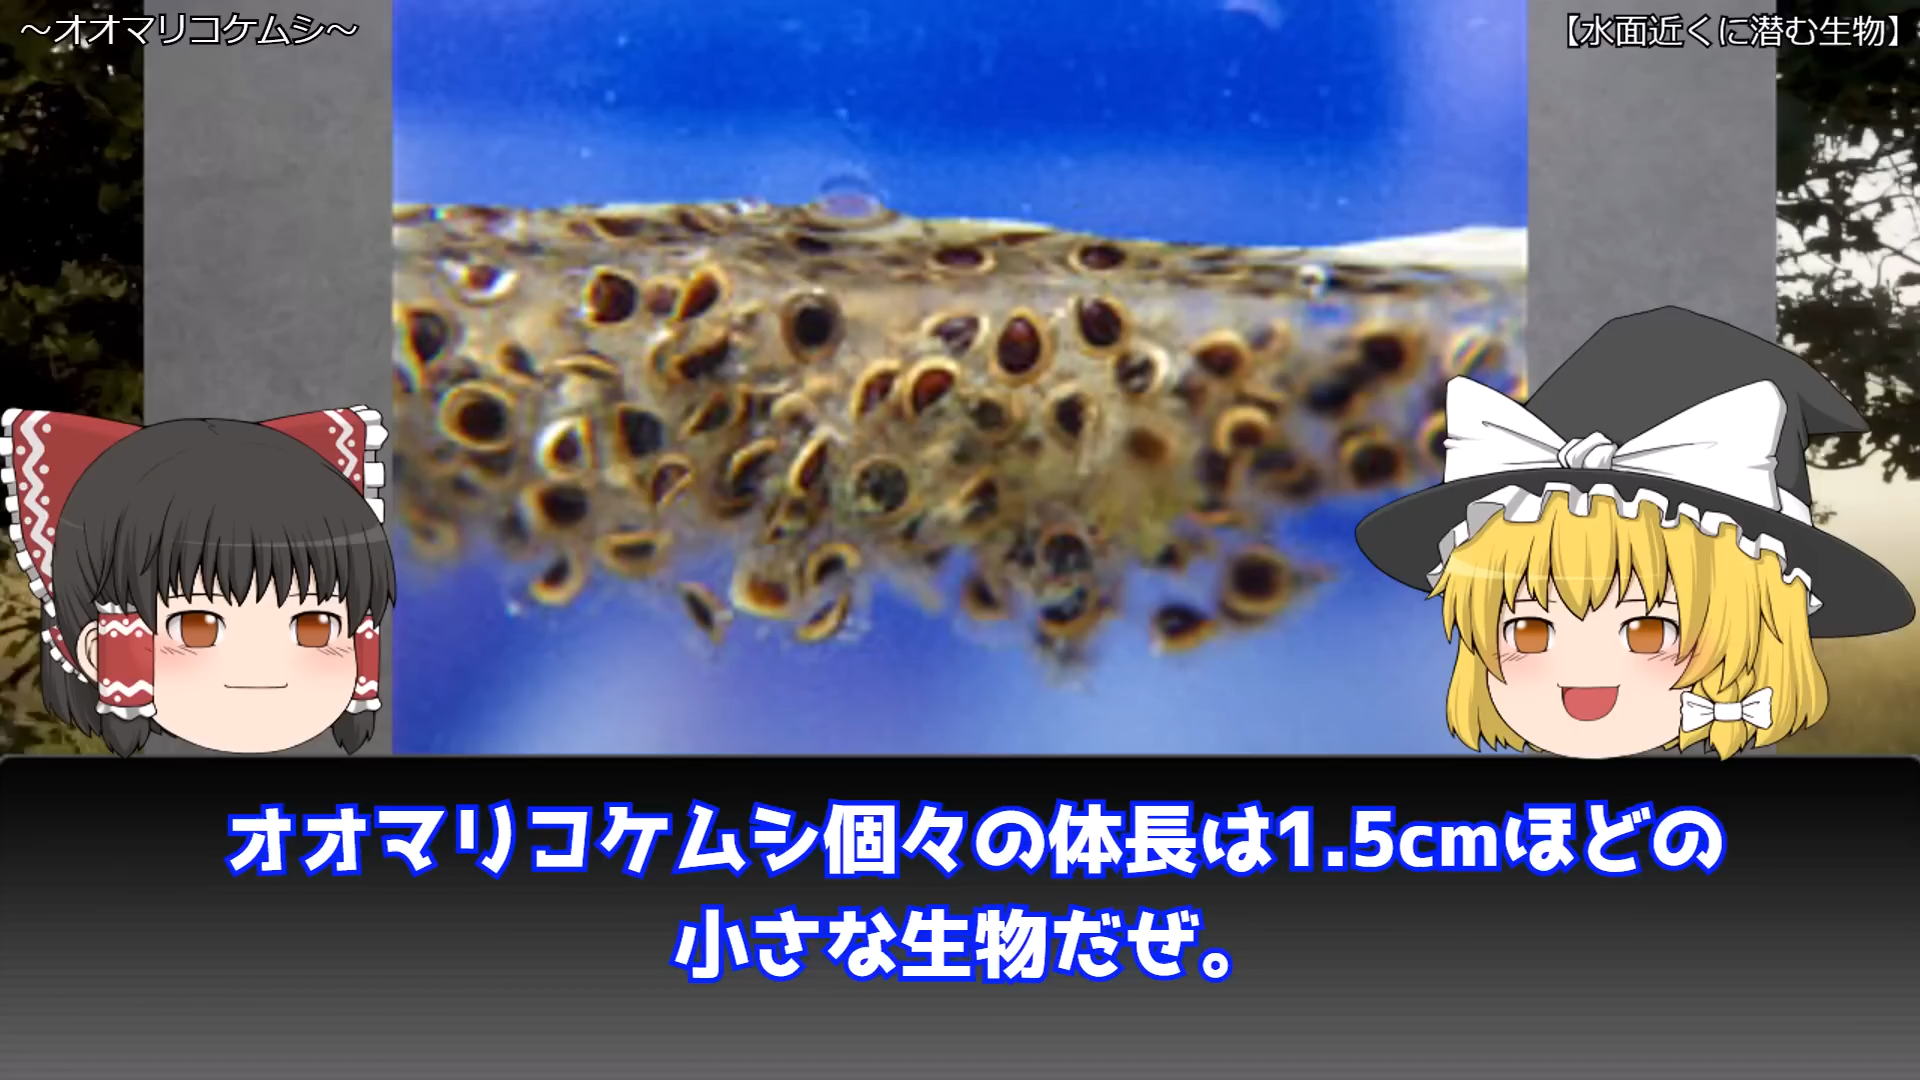 ～オオマリコケムシ～
【水面近くに潜む生物】
オオマリコケムシ個々の体長は1.5cmほどの
小さな生物だぜ。